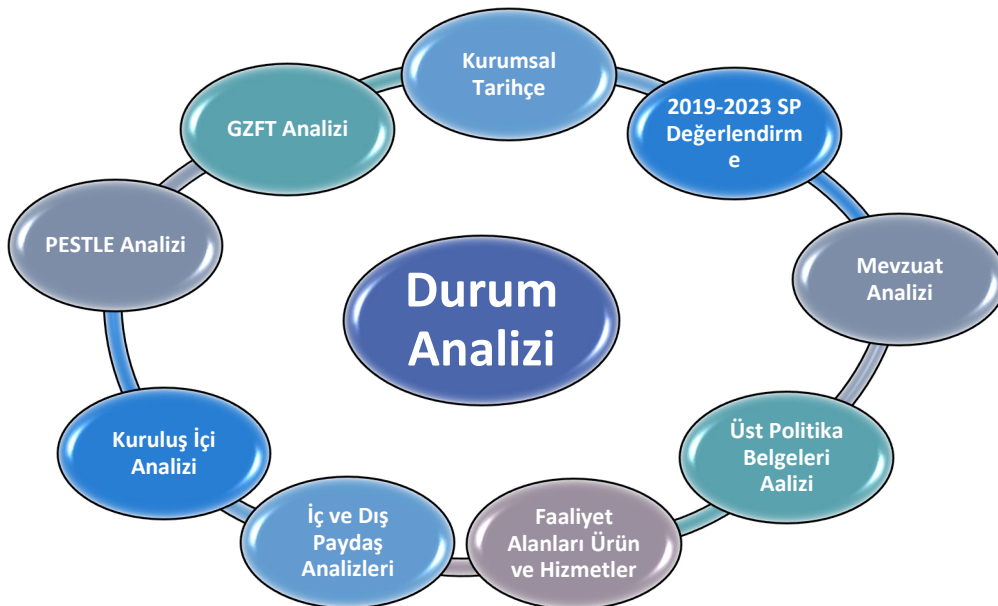 Kurumsal
Tarihçe
2019-2023 SP
Değerlendirm
e
Mevzuat
Analizi
Üst Politika
Belgeleri
Aalizi
Faaliyet
Alanları Ürün
ve Hizmetler
İç ve Dış
Paydaş
Analizleri
Kuruluş İçi
Analizi
PESTLE Analizi
GZFT Analizi
Durum
Analizi